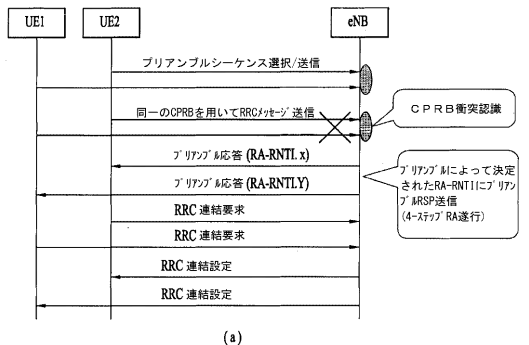 UE1
UE2
eNB
プリアンブルシーケンス選択/送信
同一のCPRBを用いてRRCメッセージ送信
CPRB衝突認識
プリアンブル応答 (RA-RNTI. x)
プリアンブル応答 (RA-RNTI.Y)
プリアンブルによって決定
されたRA-RNTIにプリアン
ブルRSP送信
(4-ステップRA遂行)
RRC 連結要求
RRC 連結要求
RRC 連結設定
RRC 連結設定
(a)